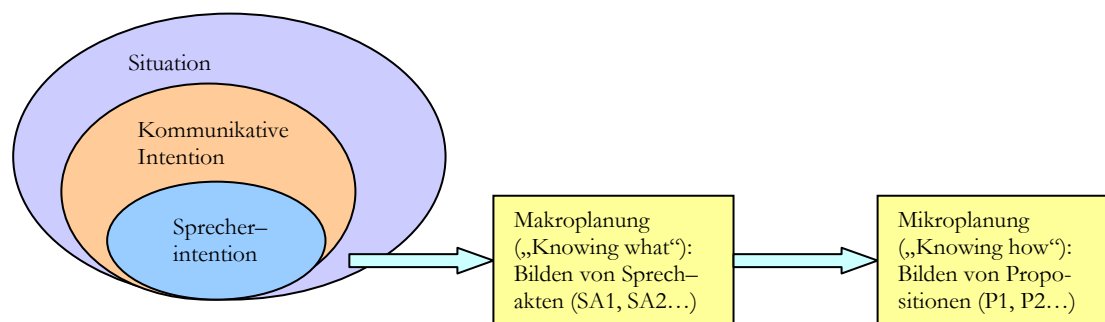 Situation
Kommunikative
Intention
Sprecher–
intention
Makroplanung
(„Knowing what“):
Bilden von Sprech–
akten (SA1, SA2…)
Mikroplanung
(„Knowing how“):
Bilden von Propo-
sitionen (P1, P2…)